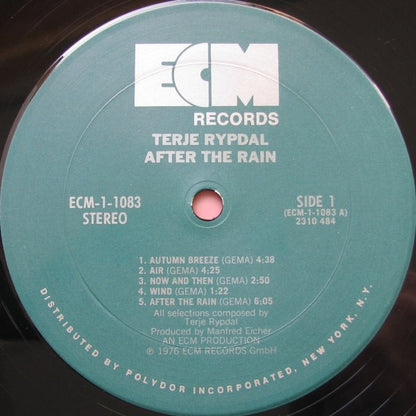 ECM
RECORDS
TERJE RYPDAL
AFTER THE RAIN
ECM-1-1083
STEREO
SIDE 1
(ECM-1-1083 A)
2310 484
1. AUTUMN BREEZE (GEMA) 4:38
2. AIR (GEMA) 4:25
3. NOW AND THEN (GEMA) 2:50
4. WIND (GEMA) 1:22
5. AFTER THE RAIN (GEMA) 6:05
All selections composed by
Terje Rypdal
Produced by Manfred Eicher
AN ECM PRODUCTION
℗ 1976 ECM RECORDS GmbH
DISTRIBUTED BY POLYDOR INCORPORATED, NEW YORK, N.Y.